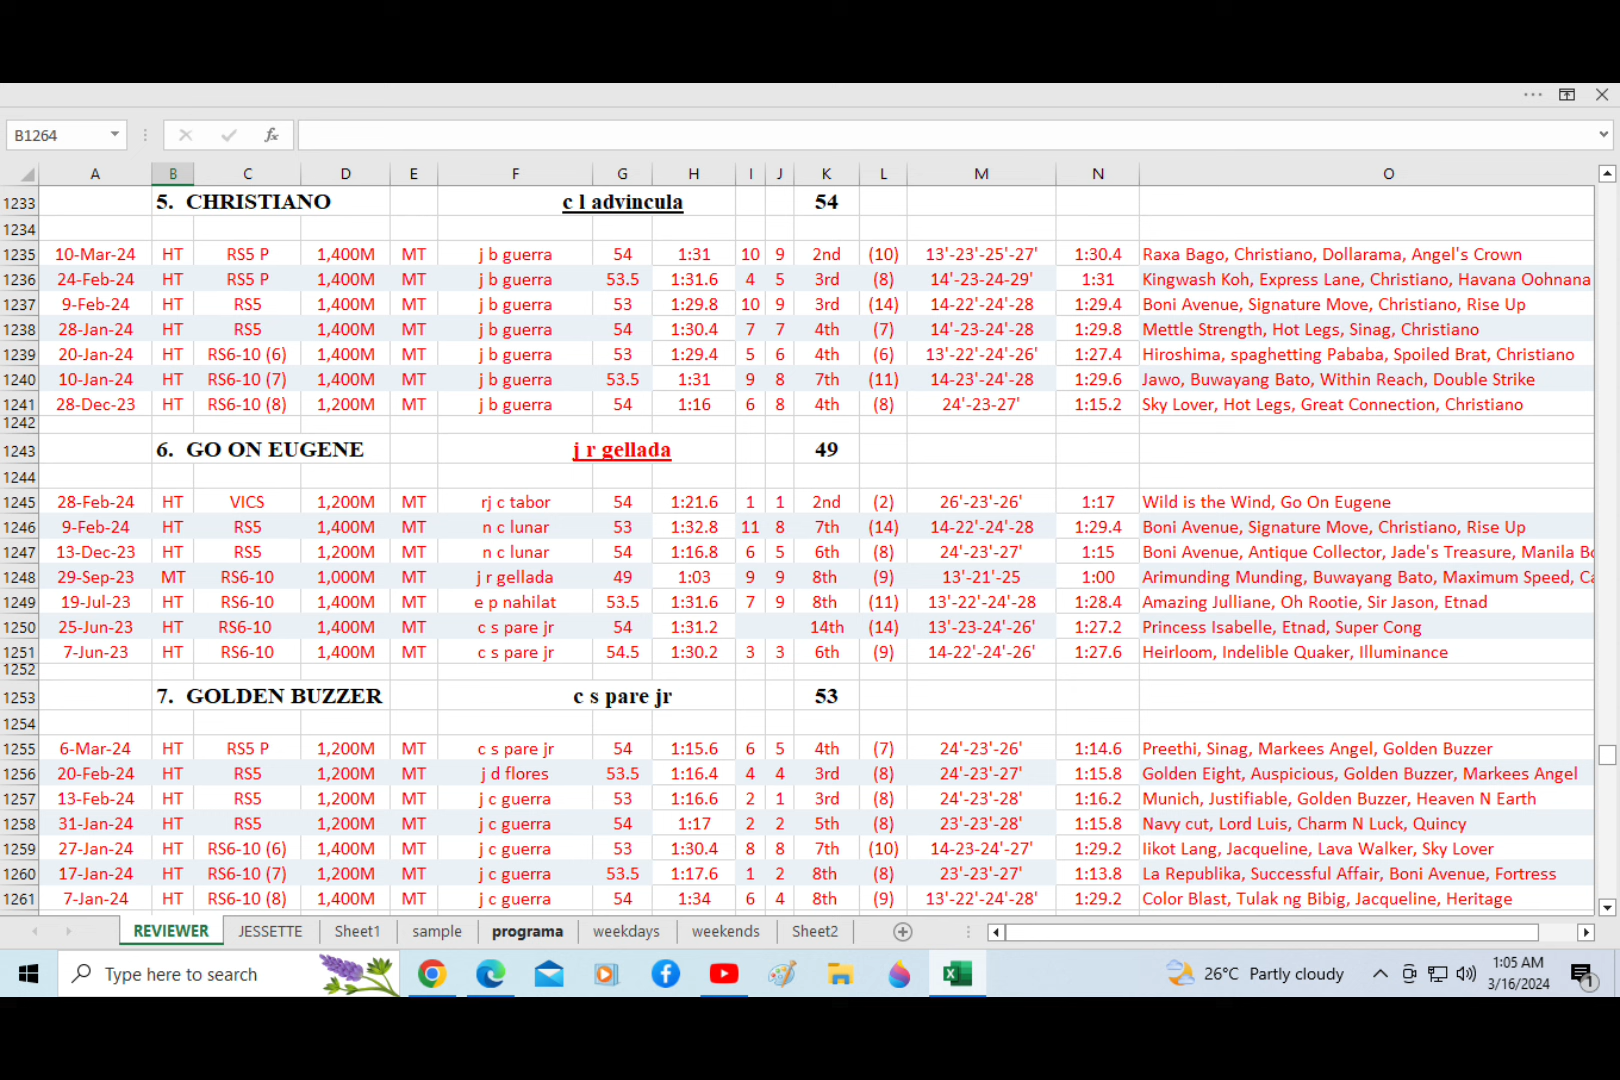 B1264
fx
A B C D E F G H I J K L M N O
1233 5. CHRISTIANO c l advincula 54
1234
1235 10-Mar-24 HT RS5 P 1,400M MT j b guerra 54 1:31 10 9 2nd (10) 13'-23'-25'-27' 1:30.4 Raxa Bago, Christiano, Dollarama, Angel's Crown
1236 24-Feb-24 HT RS5 P 1,400M MT j b guerra 53.5 1:31.6 4 5 3rd (8) 14'-23-24-29' 1:31 Kingwash Koh, Express Lane, Christiano, Havana Oohnana
1237 9-Feb-24 HT RS5 1,400M MT j b guerra 53 1:29.8 10 9 3rd (14) 14-22'-24'-28 1:29.4 Boni Avenue, Signature Move, Christiano, Rise Up
1238 28-Jan-24 HT RS5 1,400M MT j b guerra 54 1:30.4 7 7 4th (7) 14'-23-24'-28 1:29.8 Mettle Strength, Hot Legs, Sinag, Christiano
1239 20-Jan-24 HT RS6-10 (6) 1,400M MT j b guerra 53 1:29.4 5 6 4th (6) 13'-22'-24'-26' 1:27.4 Hiroshima, spaghetting Pababa, Spoiled Brat, Christiano
1240 10-Jan-24 HT RS6-10 (7) 1,400M MT j b guerra 53.5 1:31 9 8 7th (11) 14-23'-24'-28 1:29.6 Jawo, Buwayang Bato, Within Reach, Double Strike
1241 28-Dec-23 HT RS6-10 (8) 1,200M MT j b guerra 54 1:16 6 8 4th (8) 24'-23-27' 1:15.2 Sky Lover, Hot Legs, Great Connection, Christiano
1242
1243 6. GO ON EUGENE j r gellada 49
1244
1245 28-Feb-24 HT VICS 1,200M MT rj c tabor 54 1:21.6 1 1 2nd (2) 26'-23'-26' 1:17 Wild is the Wind, Go On Eugene
1246 9-Feb-24 HT RS5 1,400M MT n c lunar 53 1:32.8 11 8 7th (14) 14-22'-24'-28 1:29.4 Boni Avenue, Signature Move, Christiano, Rise Up
1247 13-Dec-23 HT RS5 1,200M MT n c lunar 54 1:16.8 6 5 6th (8) 24'-23'-27' 1:15 Boni Avenue, Antique Collector, Jade's Treasure, Manila Bo
1248 29-Sep-23 MT RS6-10 1,000M MT j r gellada 49 1:03 9 9 8th (9) 13'-21'-25 1:00 Arimunding Munding, Buwayang Bato, Maximum Speed, Ca
1249 19-Jul-23 HT RS6-10 1,400M MT e p nahilat 53.5 1:31.6 7 9 8th (11) 13'-22'-24'-28 1:28.4 Amazing Julliane, Oh Rootie, Sir Jason, Etnad
1250 25-Jun-23 HT RS6-10 1,400M MT c s pare jr 54 1:31.2 14th (14) 13'-23-24'-26' 1:27.2 Princess Isabelle, Etnad, Super Cong
1251 7-Jun-23 HT RS6-10 1,400M MT c s pare jr 54.5 1:30.2 3 3 6th (9) 14-22'-24'-26' 1:27.6 Heirloom, Indelible Quaker, Illuminance
1252
1253 7. GOLDEN BUZZER c s pare jr 53
1254
1255 6-Mar-24 HT RS5 P 1,200M MT c s pare jr 54 1:15.6 6 5 4th (7) 24'-23'-26' 1:14.6 Preethi, Sinag, Markees Angel, Golden Buzzer
1256 20-Feb-24 HT RS5 1,200M MT j d flores 53.5 1:16.4 4 4 3rd (8) 24'-23'-27' 1:15.8 Golden Eight, Auspicious, Golden Buzzer, Markees Angel
1257 13-Feb-24 HT RS5 1,200M MT j c guerra 53 1:16.6 2 1 3rd (8) 24'-23'-28' 1:16.2 Munich, Justifiable, Golden Buzzer, Heaven N Earth
1258 31-Jan-24 HT RS5 1,200M MT j c guerra 54 1:17 2 2 5th (8) 23'-23'-28' 1:15.8 Navy cut, Lord Luis, Charm N Luck, Quincy
1259 27-Jan-24 HT RS6-10 (6) 1,400M MT j c guerra 53 1:30.4 8 8 7th (10) 14-23-24'-27' 1:29.2 Iikot Lang, Jacqueline, Lava Walker, Sky Lover
1260 17-Jan-24 HT RS6-10 (7) 1,200M MT j c guerra 53.5 1:17.6 1 2 8th (8) 23'-23'-27' 1:13.8 La Republika, Successful Affair, Boni Avenue, Fortress
1261 7-Jan-24 HT RS6-10 (8) 1,400M MT j c guerra 54 1:34 6 4 8th (9) 13'-22'-24'-28' 1:29.2 Color Blast, Tulak ng Bibig, Jacqueline, Heritage
REVIEWER JESSETTE Sheet1 sample programa weekdays weekends Sheet2
Type here to search 26°C Partly cloudy 1:05 AM
3/16/2024 1